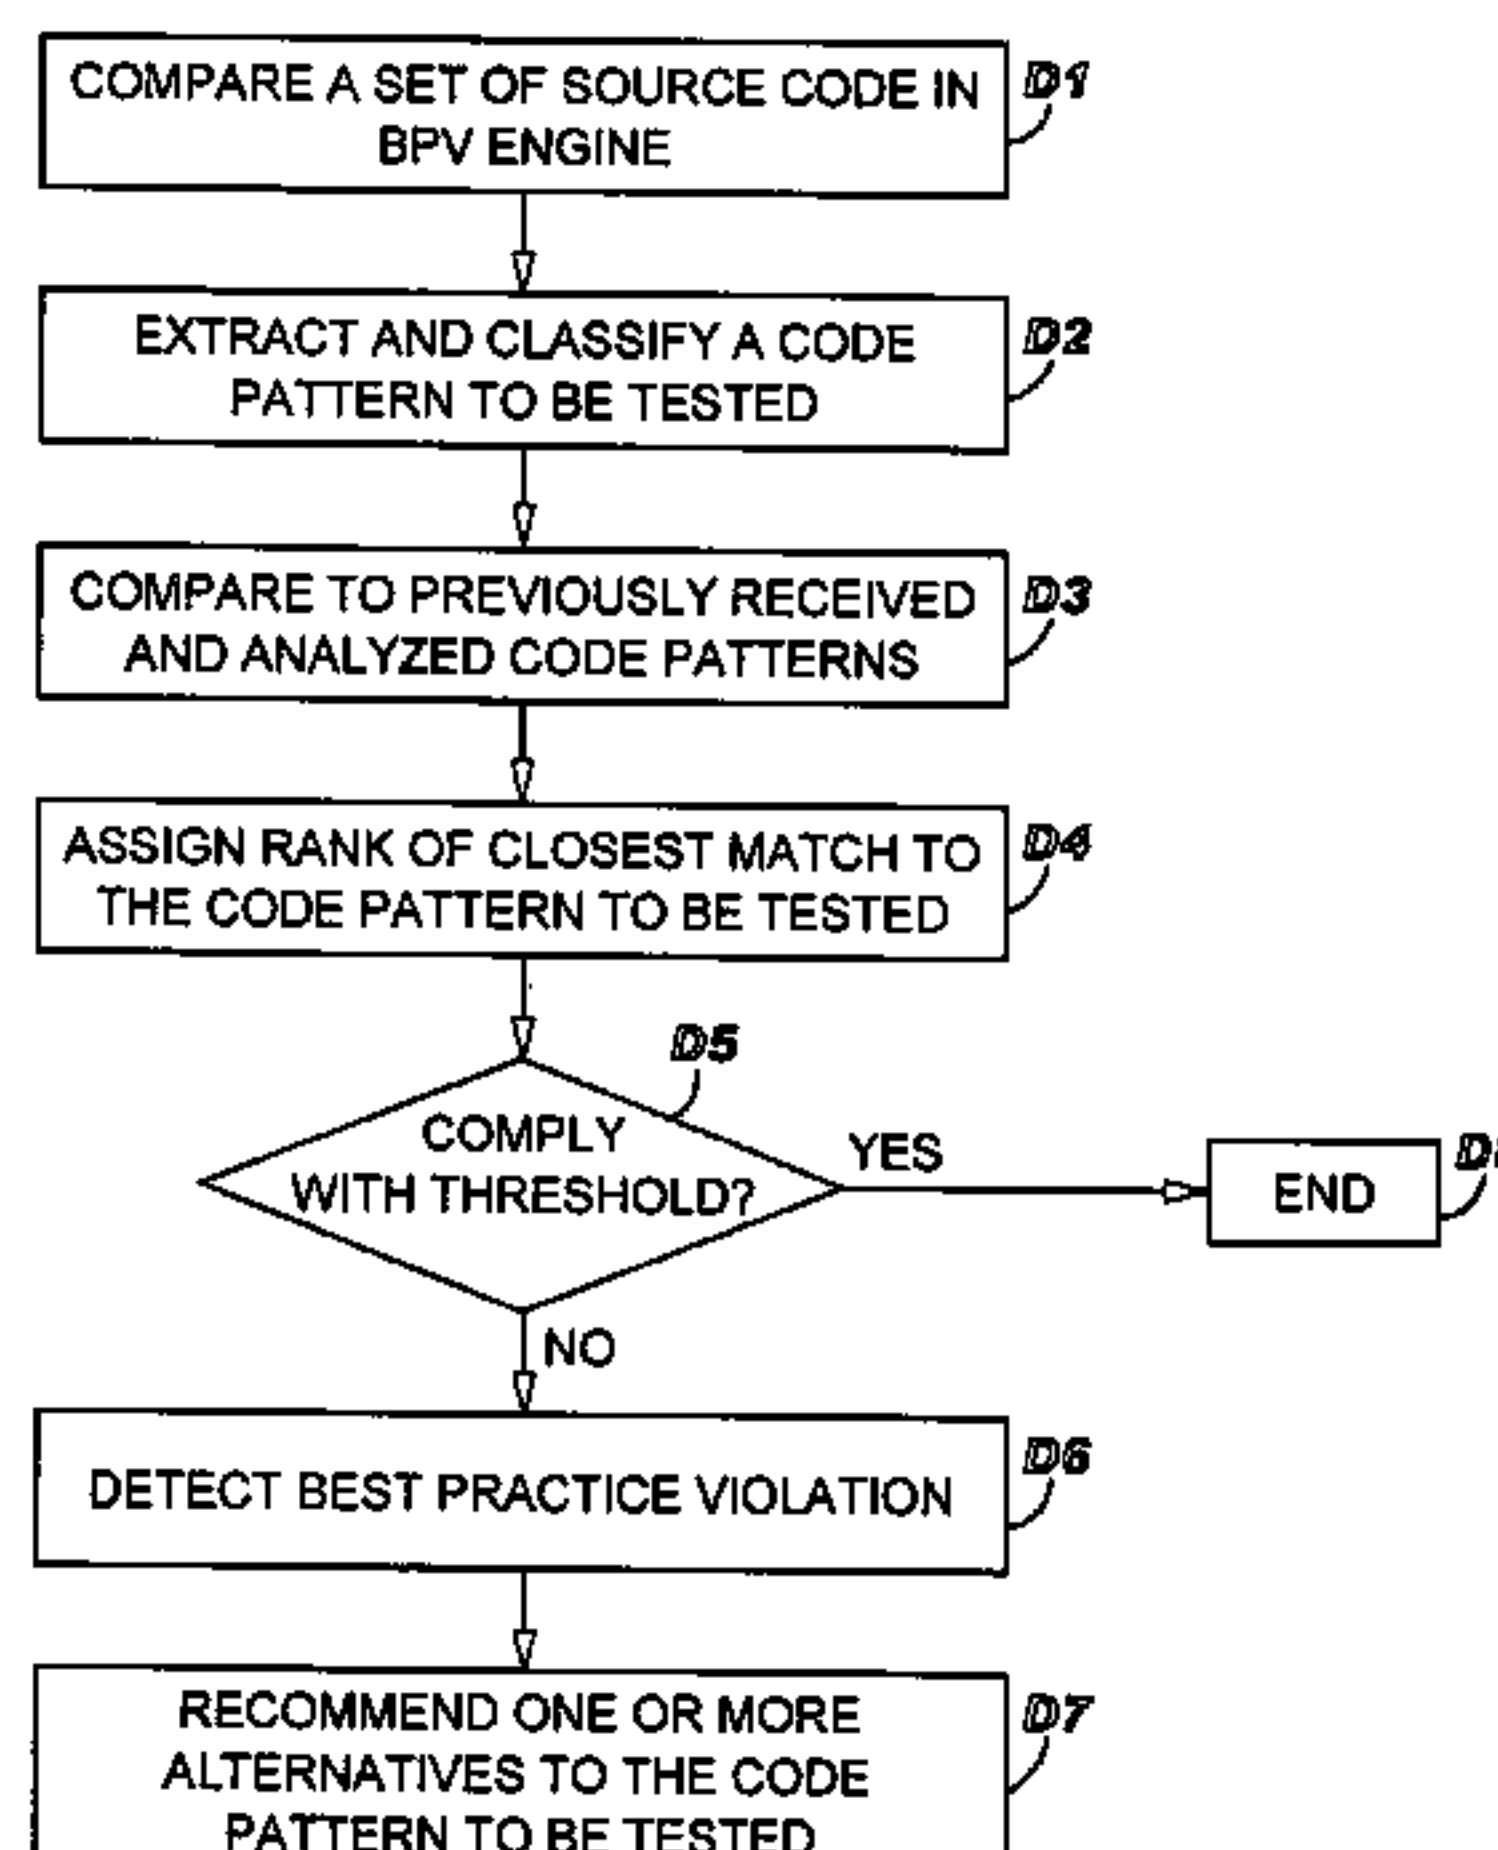 COMPARE A SET OF SOURCE CODE IN
BPV ENGINE
D1
EXTRACT AND CLASSIFY A CODE
PATTERN TO BE TESTED
D2
COMPARE TO PREVIOUSLY RECEIVED
AND ANALYZED CODE PATTERNS
D3
ASSIGN RANK OF CLOSEST MATCH TO
THE CODE PATTERN TO BE TESTED
D4
D5
COMPLY
WITH THRESHOLD?
YES
END
NO
DETECT BEST PRACTICE VIOLATION
D6
RECOMMEND ONE OR MORE
ALTERNATIVES TO THE CODE
PATTERN TO BE TESTED
D7